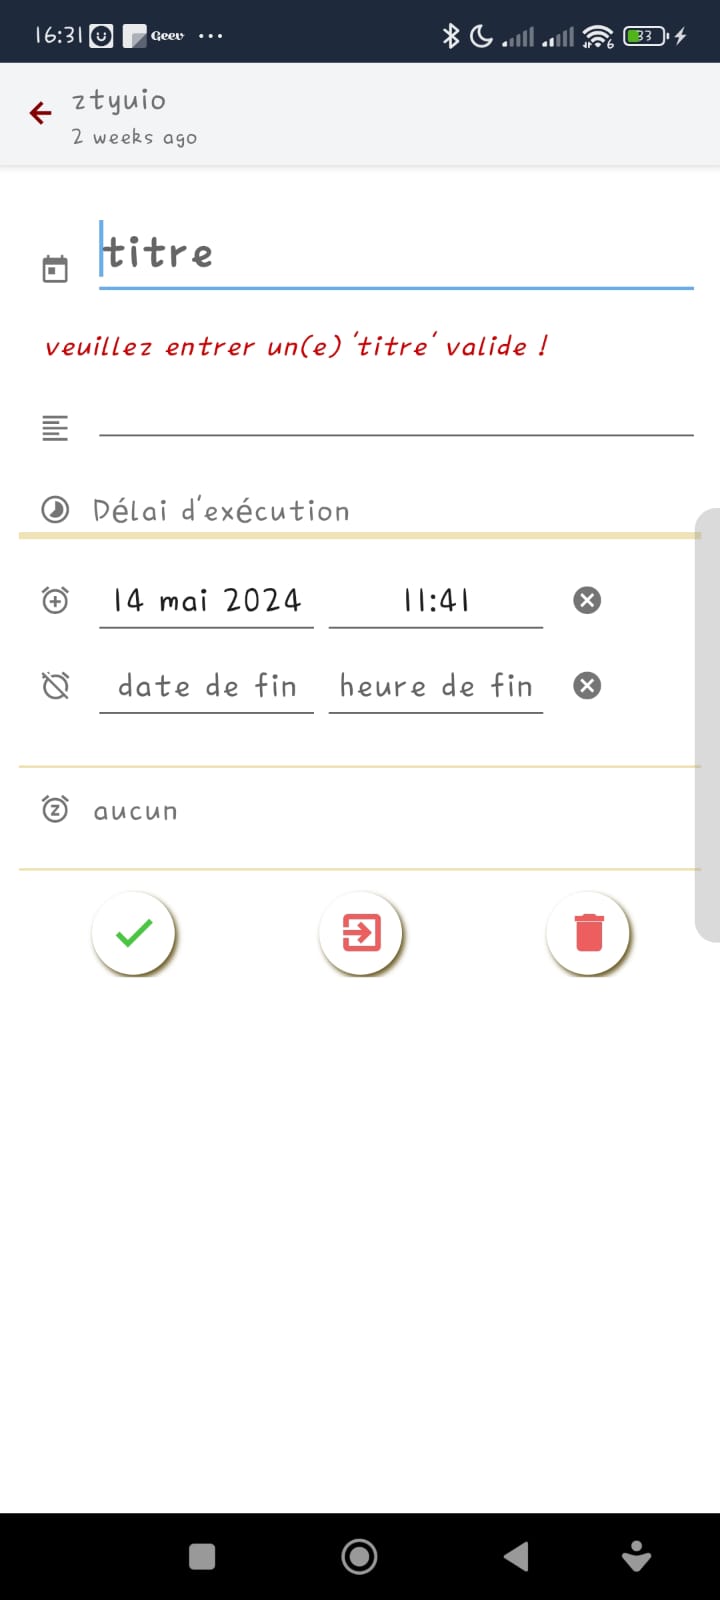 16:31 Geev ... 33
ztyuio
2 weeks ago
titre
veuillez entrer un(e) 'titre' valide !
Délai d'exécution
14 mai 2024 11:41
date de fin heure de fin
aucun